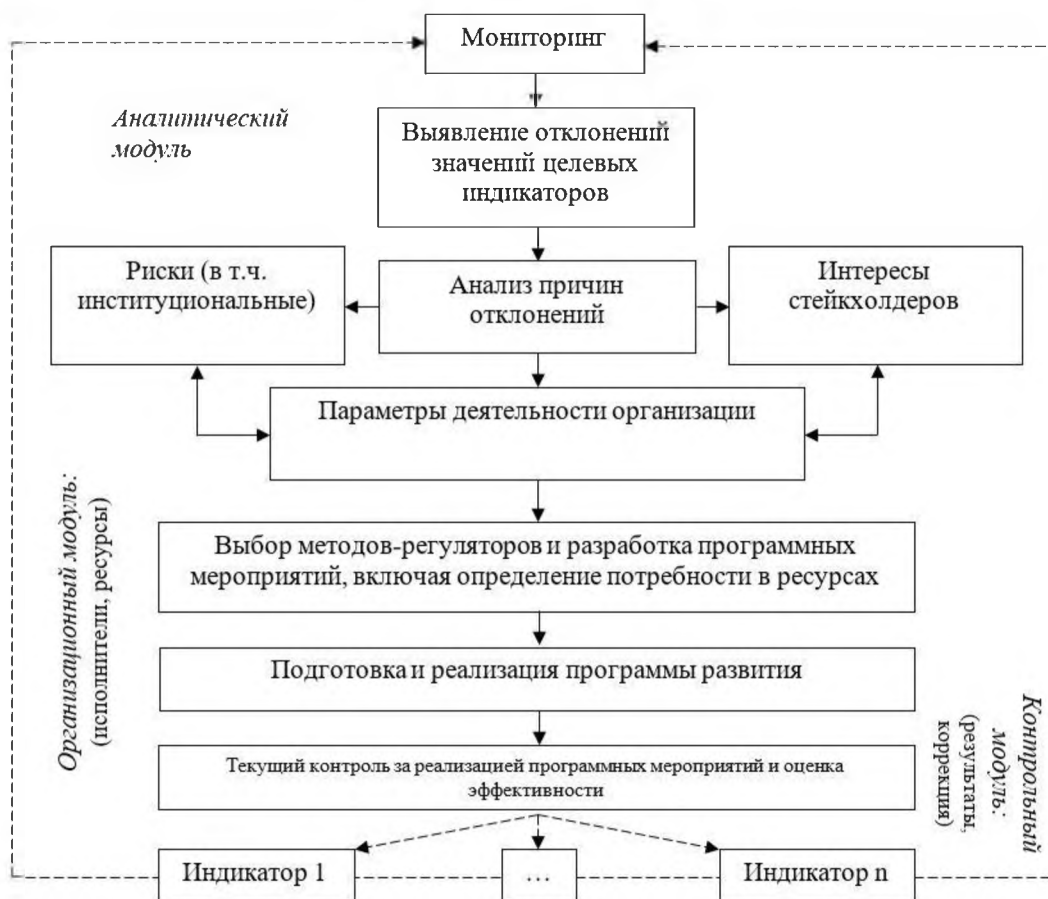 Мониторинг
Аналитический
модуль
Выявление отклонений
значений целевых
индикаторов
Риски (в т.ч.
институциональные)
Анализ причин
отклонений
Интересы
стейкхолдеров
Параметры деятельности организации
Организационный модуль:
(исполнители, ресурсы)
Выбор методов-регуляторов и разработка программных
мероприятий, включая определение потребности в ресурсах
Подготовка и реализация программы развития
Контрольный
модуль:
(результаты,
коррекция)
Текущий контроль за реализацией программных мероприятий и оценка
эффективности
Индикатор 1
…
Индикатор n